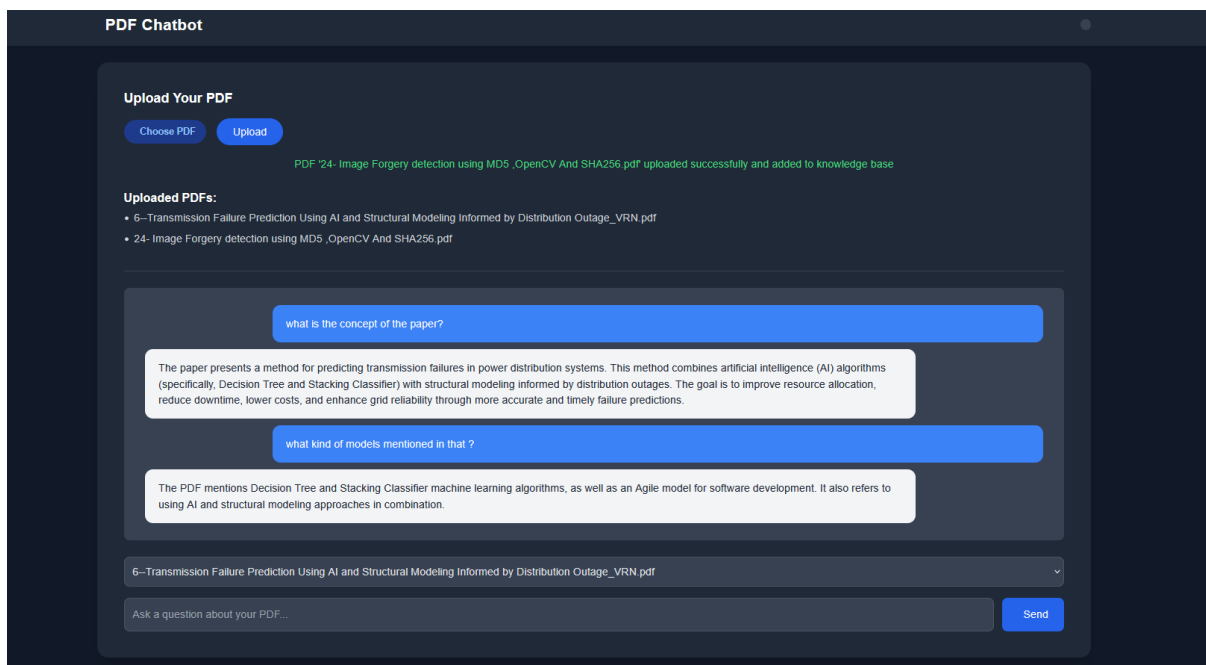 PDF Chatbot
Upload Your PDF
Choose PDF
Upload
PDF '24- Image Forgery detection using MD5 ,OpenCV And SHA256.pdf' uploaded successfully and added to knowledge base
Uploaded PDFs:
• 6--Transmission Failure Prediction Using AI and Structural Modeling Informed by Distribution Outage_VRN.pdf
• 24- Image Forgery detection using MD5 ,OpenCV And SHA256.pdf
what is the concept of the paper?
The paper presents a method for predicting transmission failures in power distribution systems. This method combines artificial intelligence (AI) algorithms
(specifically, Decision Tree and Stacking Classifier) with structural modeling informed by distribution outages. The goal is to improve resource allocation,
reduce downtime, lower costs, and enhance grid reliability through more accurate and timely failure predictions.
what kind of models mentioned in that ?
The PDF mentions Decision Tree and Stacking Classifier machine learning algorithms, as well as an Agile model for software development. It also refers to
using AI and structural modeling approaches in combination.
6--Transmission Failure Prediction Using AI and Structural Modeling Informed by Distribution Outage_VRN.pdf
Ask a question about your PDF...
Send